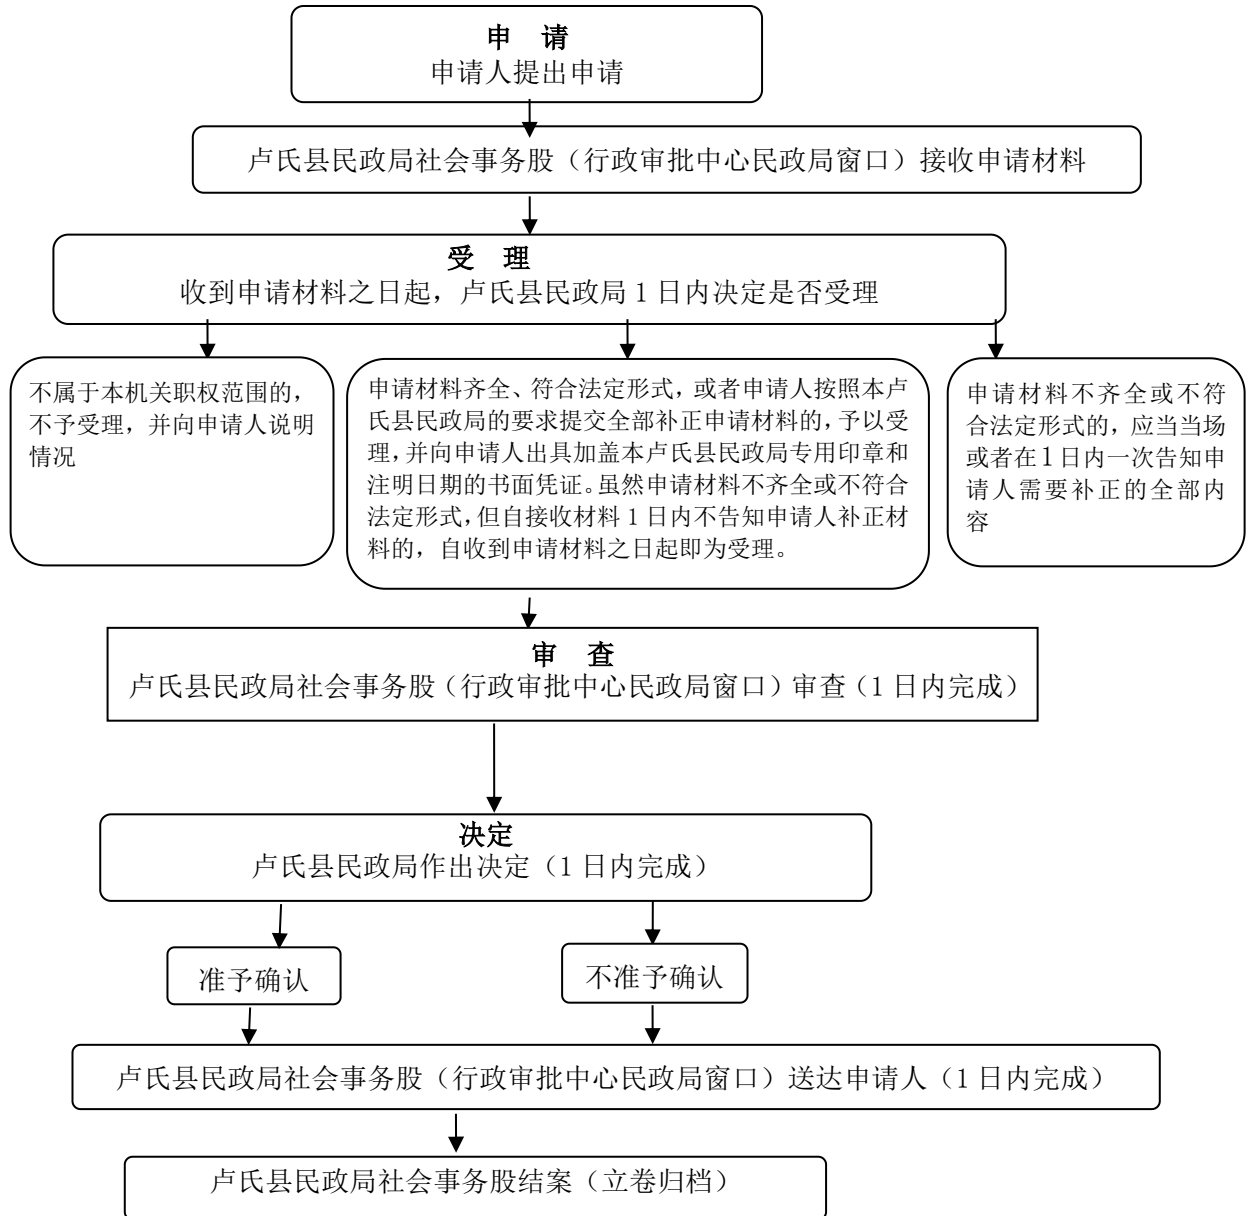 申 请
申请人提出申请
卢氏县民政局社会事务股（行政审批中心民政局窗口）接收申请材料
受 理
收到申请材料之日起，卢氏县民政局1日内决定是否受理
不属于本机关职权范围的，
不予受理，并向申请人说明
情况
申请材料齐全、符合法定形式，或者申请人按照本卢
氏县民政局的要求提交全部补正申请材料的，予以受
理，并向申请人出具加盖本卢氏县民政局专用印章和
注明日期的书面凭证。虽然申请材料不齐全或不符合
法定形式，但自接收材料1日内不告知申请人补正材
料的，自收到申请材料之日起即为受理。
申请材料不齐全或不符
合法定形式的，应当当场
或者在1日内一次告知申
请人需要补正的全部内
容
审 查
卢氏县民政局社会事务股（行政审批中心民政局窗口）审查（1日内完成）
决定
卢氏县民政局作出决定（1日内完成）
准予确认
不准予确认
卢氏县民政局社会事务股（行政审批中心民政局窗口）送达申请人（1日内完成）
卢氏县民政局社会事务股结案（立卷归档）